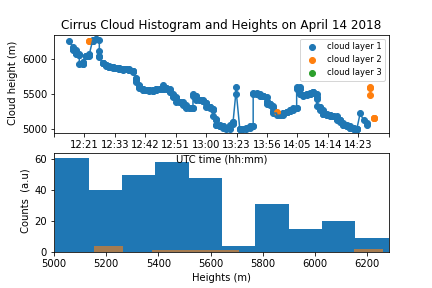 Cirrus Cloud Histogram and Heights on April 14 2018
Cloud height (m)
6000
5500
5000
cloud layer 1
cloud layer 2
cloud layer 3
12:21 12:33 12:42 12:51 13:00 13:23 13:56 14:05 14:14 14:23
UTC time (hh:mm)
Counts (a.u)
60
40
20
0
5000 5200 5400 5600 5800 6000 6200
Heights (m)